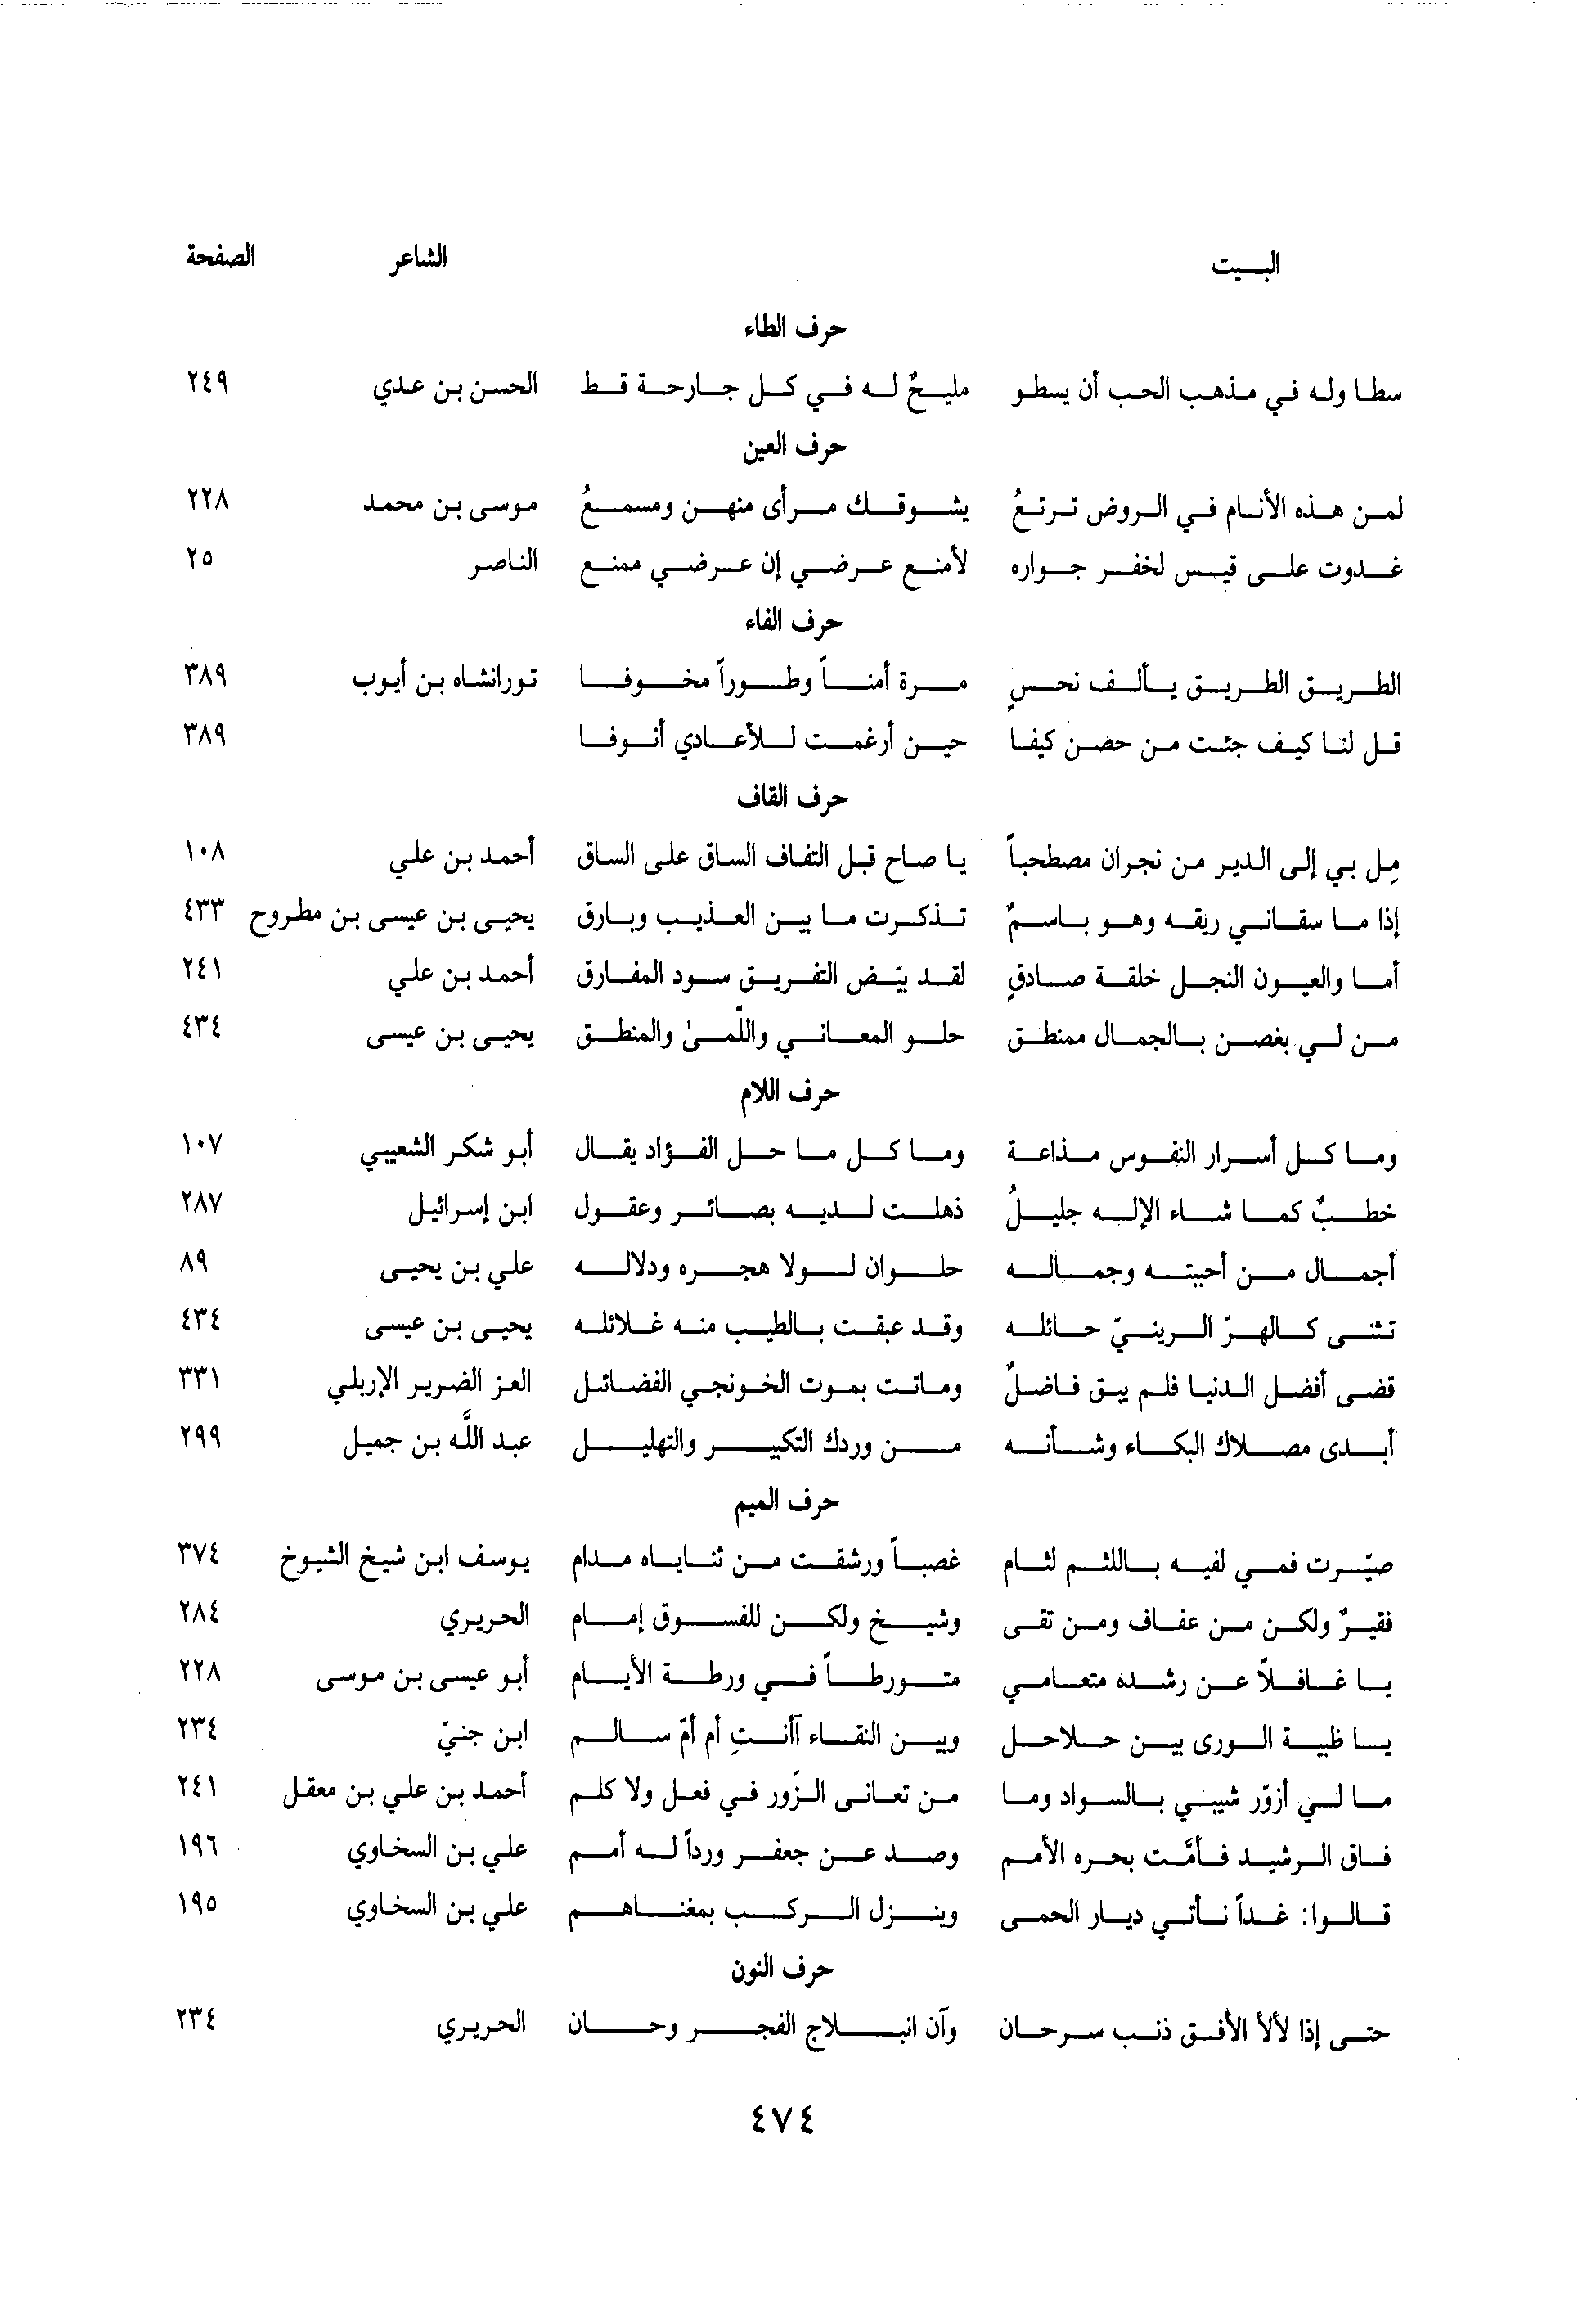 البيت الشاعر الصفحة
حرف الطاء
سطا وله في مذهب الحب أن يسطو مليحٌ له في كل جارحة قط الحسن بن عدي ٢٤٩
حرف العين
لمن هذه الأنام في الروض ترتعُ يشوقك مرأى منهن ومسمعُ موسى بن محمد ٢٢٨
غدوت على قيس لخفر جواره لأمنع عرضي إن عرضي ممنع الناصر ٢٥
حرف الفاء
الطريق الطريق يألف نحسٍ مرة أمناً وطوراً مخوفا تورانشاه بن أيوب ٣٨٩
قل لنا كيف جئت من حصن كيفا حين أرغمت للأعادي أنوفا ٣٨٩
حرف القاف
مِل بي إلى الدير من نجران مصطحباً يا صاح قبل التفاف الساق على الساق أحمد بن علي ١٠٨
إذا ما سقاني ريقه وهو باسمٌ تذكرت ما بين العذيب وبارق يحيى بن عيسى بن مطروح ٤٣٣
أما والعيون النجل خلقة صادقٍ لقد بيّض التفريق سود المفارق أحمد بن علي ٢٤١
من لي بغصن بالجمال ممنطق حلو المعاني واللّمىٰ والمنطق يحيى بن عيسى ٤٣٤
حرف اللام
وما كل أسرار النفوس مذاعة وما كل ما حل الفؤاد يقال أبو شكر الشعيبي ١٠٧
خطبٌ كما شاء الإله جليلُ ذهلت لديه بصائر وعقول ابن إسرائيل ٢٨٧
أجمال من أحببته وجماله حلوان لولا هجره ودلاله علي بن يحيى ٨٩
تثنى كالهزّ الرينيّ حائله وقد عبقت بالطيب منه غلائله يحيى بن عيسى ٤٣٤
قضى أفضل الدنيا فلم يبق فاضلٌ وماتت بموت الخونجي الفضائل العز الضرير الإربلي ٣٣١
أبدى مصلاك البكاء وشأنه من وردك التكبير والتهليل عبد اللَّه بن جميل ٢٩٩
حرف الميم
صيّرت فمي لفيه باللثم لثام غصباً ورشقت من ثناياه مدام يوسف ابن شيخ الشيوخ ٣٧٤
فقيرٌ ولكن من عفاف ومن تقى وشيخ ولكن للفسوق إمام الحريري ٢٨٤
يا غافلاً عن رشده متعامي متورطاً في ورطة الأيام أبو عيسى بن موسى ٢٢٨
يا ظبية الورى بين حلاحل وبين النقاء آأنتِ أم أمّ سالم ابن جنيّ ٢٣٤
ما لي أزوّر شيبي بالسواد وما من تعانى الزّور في فعل ولا كلم أحمد بن علي بن معقل ٢٤١
فاق الرشيد فأمَّت بحره الأمم وصد عن جعفر ورداً له أمم علي بن السخاوي ١٩٦
قالوا: غداً نأتي ديار الحمى وينزل الركب بمغناهم علي بن السخاوي ١٩٥
حرف النون
حتى إذا لألأ الأفق ذنب سرحان وآن انبلاج الفجر وحان الحريري ٢٣٤
٤٧٤